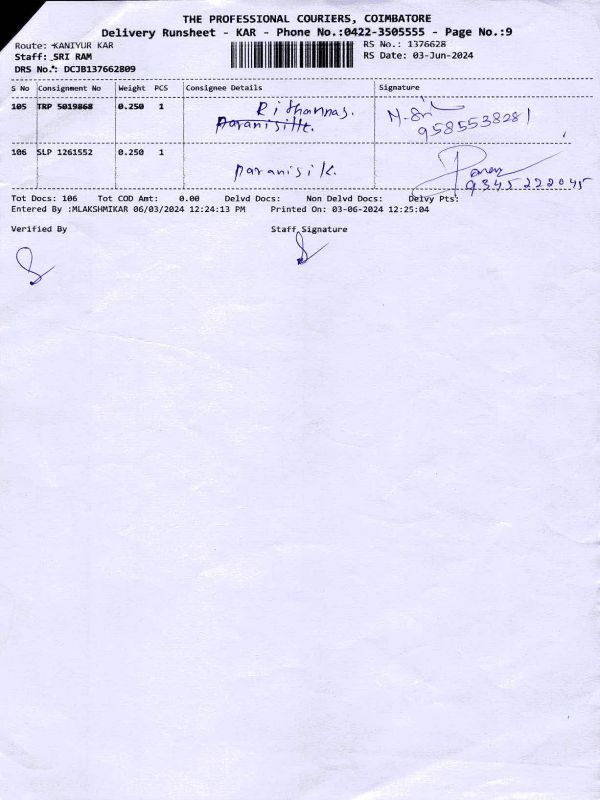 THE PROFESSIONAL COURIERS, COIMBATORE
Delivery Runsheet - KAR - Phone No.:0422-3505555 - Page No.:9
Route: KANIYUR KAR
RS No.: 1376628
Staff: SRI RAM
RS Date: 03-Jun-2024
DRS No.: DCJB137662809
S No Consignment No Weight PCS Consignee Details Signature
105 TRP 5019868 0.250 1 Rithannas. N.Sri
9585538281
106 SLP 1261552 0.250 1 paranisik.
9345222045
Tot Docs: 106 Tot COD Amt: 0.00 Delvd Docs: Non Delvd Docs: Delvy Pts:
Entered By :MLAKSHMIKAR 06/03/2024 12:24:13 PM Printed On: 03-06-2024 12:25:04
Verified By Staff Signature